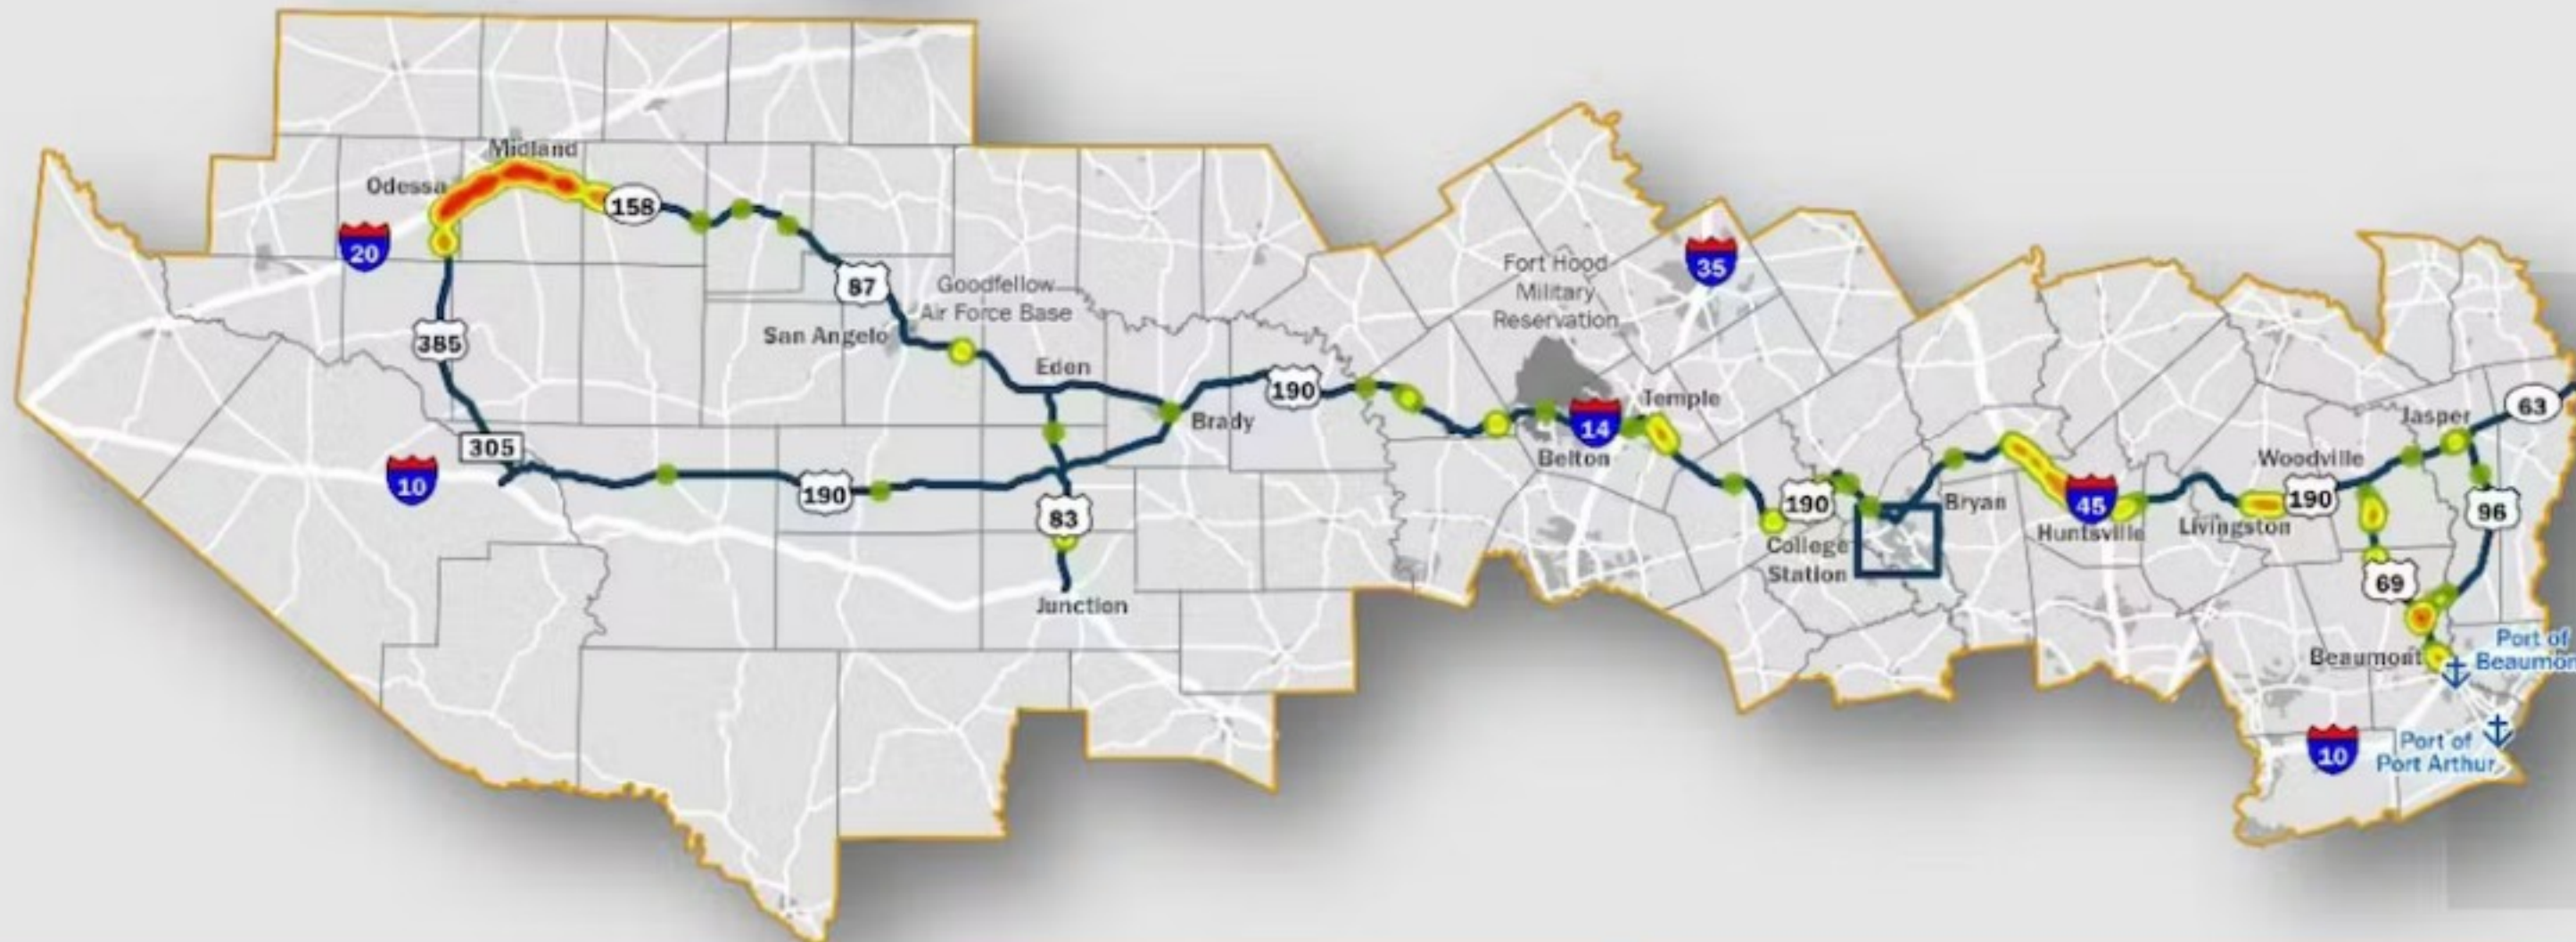 Midland
Odessa
158
20
87
Goodfellow
Air Force Base
385
San Angelo
Eden
305
10
190
190
Brady
83
Junction
Fort Hood
Military
Reservation
35
14
Temple
Belton
190
College
Station
Bryan
45
Huntsville
Livingston
Woodville
190
Jasper
63
96
69
Beaumont
Port of
Beaumon
10
Port of
Port Arthur